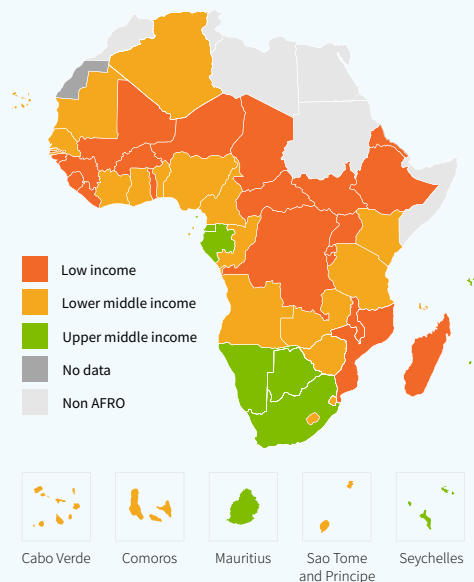 Low income
Lower middle income
Upper middle income
No data
Non AFRO
Cabo Verde
Comoros
Mauritius
Sao Tome
and Principe
Seychelles